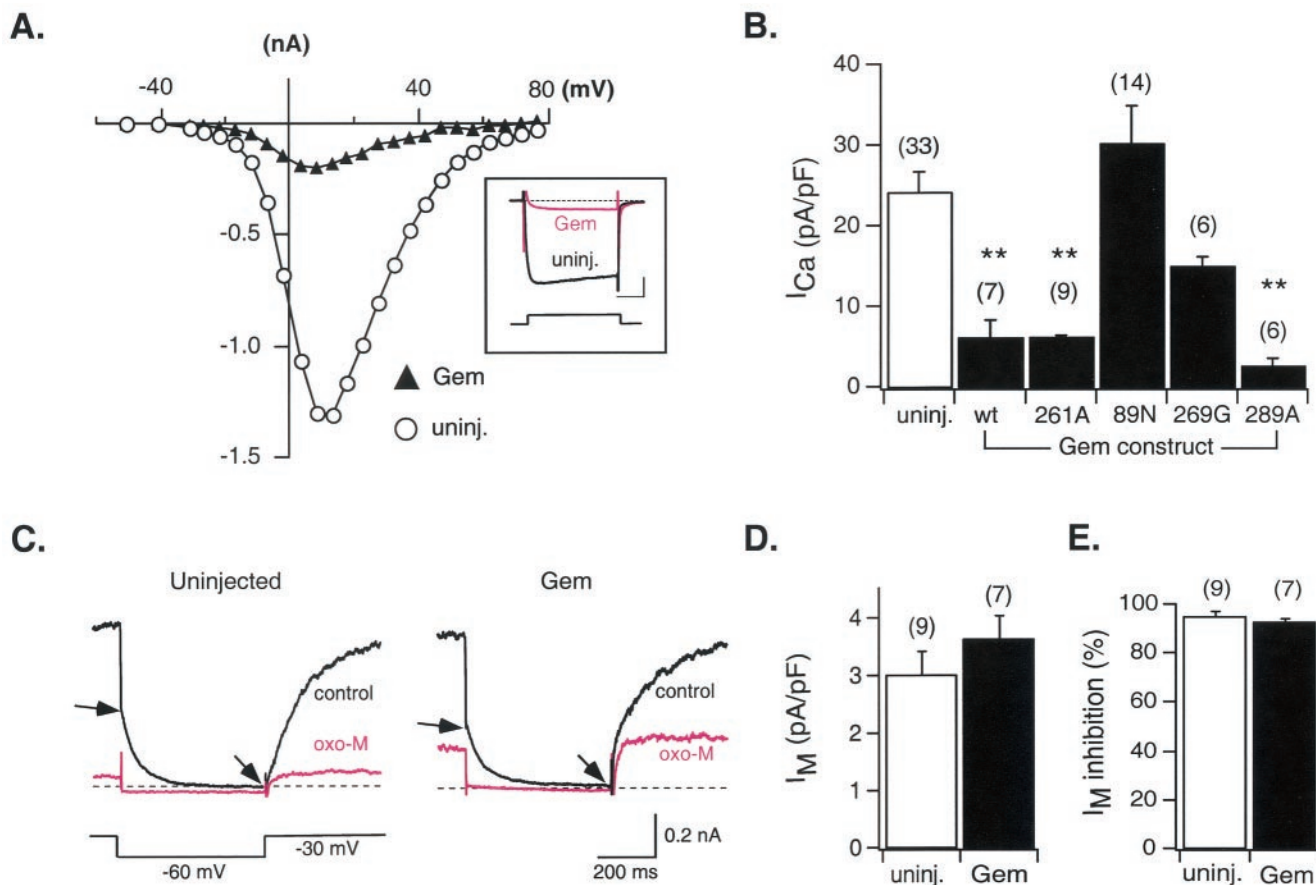 A.
(nA)
-40
40
80 (mV)
-0.5
-1.0
-1.5
Gem
uninj.
Gem
uninj.
B.
I_Ca (pA/pF)
40
30
20
10
0
(33)
**
(7)
**
(9)
(14)
(6)
**
(6)
uninj.
wt
261A
89N
269G
289A
Gem construct
C.
Uninjected
control
oxo-M
-60 mV
-30 mV
Gem
control
oxo-M
0.2 nA
200 ms
D.
I_M (pA/pF)
4
3
2
1
0
(9)
(7)
uninj.
Gem
E.
I_M inhibition (%)
100
80
60
40
20
0
(9)
(7)
uninj.
Gem